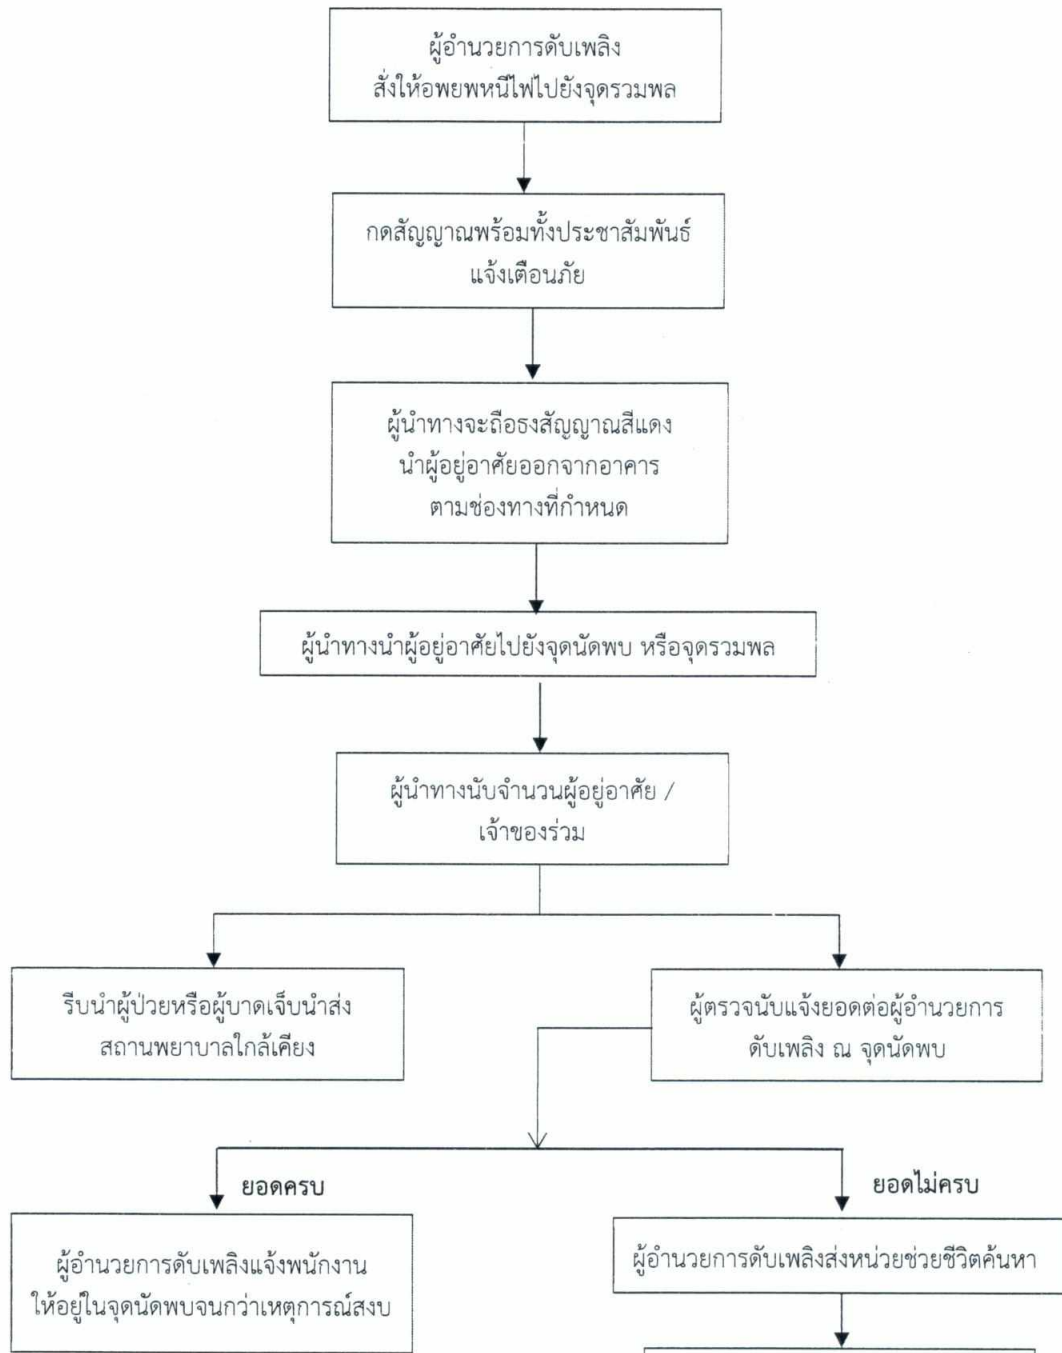 ผู้อำนวยการดับเพลิง
สั่งให้อพยพหนีไฟไปยังจุดรวมพล
กดสัญญาณพร้อมทั้งประชาสัมพันธ์
แจ้งเตือนภัย
ผู้นำทางจะถือธงสัญญาณสีแดง
นำผู้อยู่อาศัยออกจากอาคาร
ตามช่องทางที่กำหนด
ผู้นำทางนำผู้อยู่อาศัยไปยังจุดนัดพบ หรือจุดรวมพล
ผู้นำทางนับจำนวนผู้อยู่อาศัย /
เจ้าของร่วม
รีบนำผู้ป่วยหรือผู้บาดเจ็บนำส่ง
สถานพยาบาลใกล้เคียง
ผู้ตรวจนับแจ้งยอดต่อผู้อำนวยการ
ดับเพลิง ณ จุดนัดพบ
ยอดครบ
ยอดไม่ครบ
ผู้อำนวยการดับเพลิงแจ้งพนักงาน
ให้อยู่ในจุดนัดพบจนกว่าเหตุการณ์สงบ
ผู้อำนวยการดับเพลิงส่งหน่วยช่วยชีวิตค้นหา